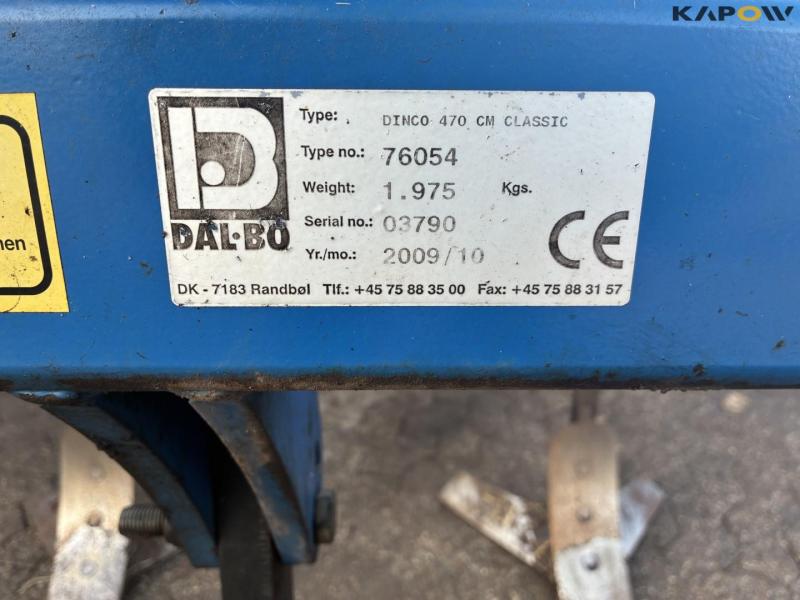 KAPOW
Type: DINCO 470 CM CLASSIC
Type no.: 76054
Weight: 1.975 Kgs.
Serial no.: 03790
Yr./mo.: 2009/10
DAL-BO
CE
DK - 7183 Randbøl Tlf.: +45 75 88 35 00 Fax: +45 75 88 31 57